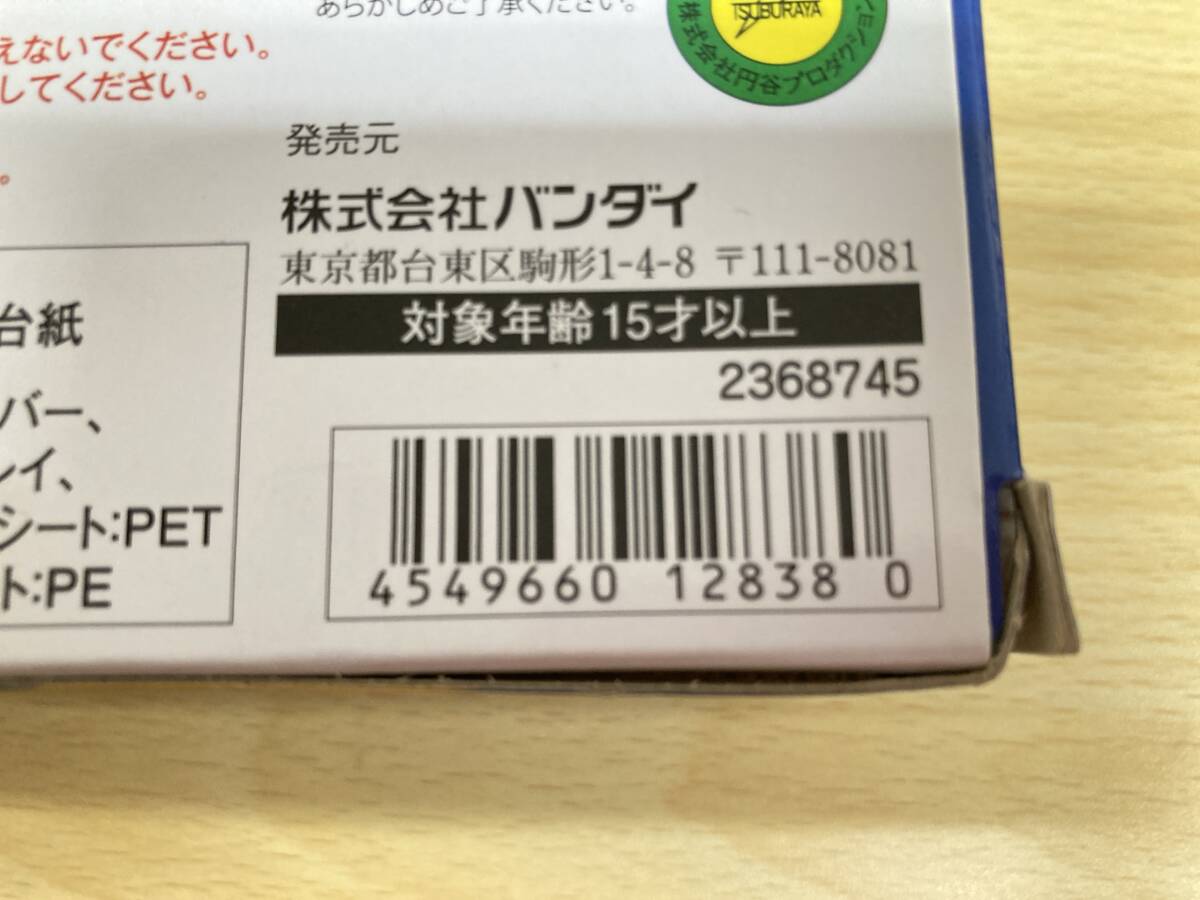 あらかじめご了承ください。
えないでください。
してください。
。
TSUBURAYA
株式会社円谷プロダクション
発売元
株式会社バンダイ
東京都台東区駒形1-4-8 〒111-8081
対象年齢15才以上
2368745
台紙
バー、
レイ、
シート:PET
ト:PE
4549660 12838 0